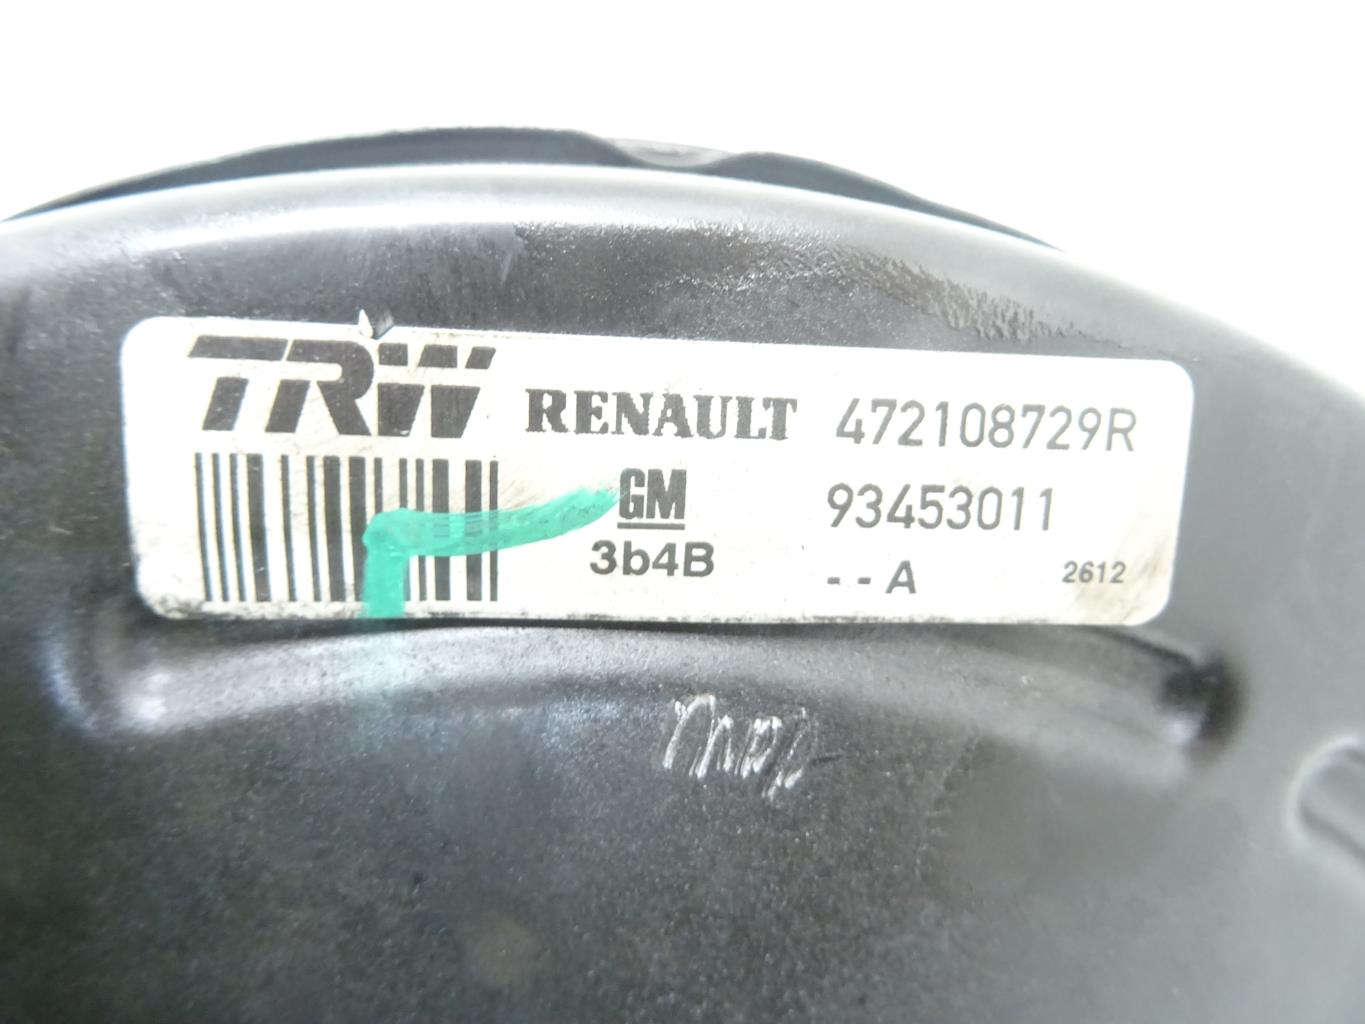 TRW RENAULT 472108729R
GM 93453011
3b4B - - A 2612